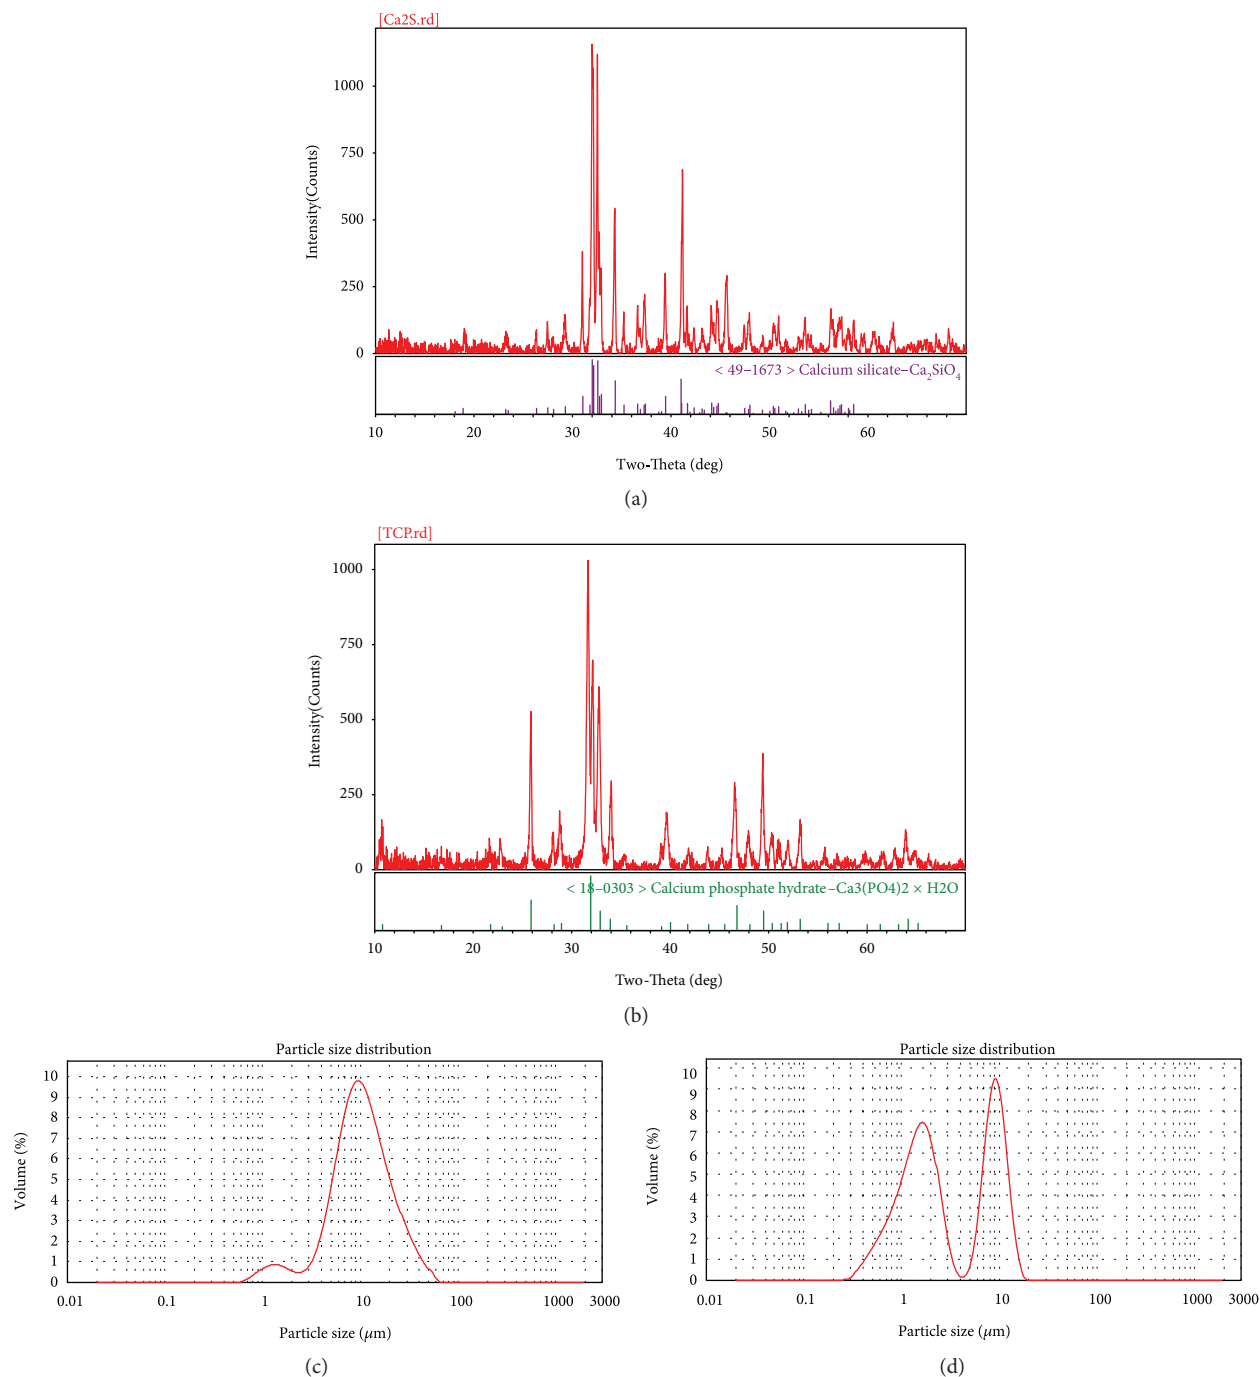 [Ca2S.rd]
1000
750
500
250
0
Intensity(Counts)
< 49–1673 > Calcium silicate–Ca₂SiO₄
10 20 30 40 50 60
Two-Theta (deg)
(a)
[TCP.rd]
1000
750
500
250
0
Intensity(Counts)
< 18–0303 > Calcium phosphate hydrate–Ca3(PO4)2 × H2O
10 20 30 40 50 60
Two-Theta (deg)
(b)
Particle size distribution
10
9
8
7
6
5
4
3
2
1
0
Volume (%)
0.01 0.1 1 10 100 1000 3000
Particle size (μm)
(c)
Particle size distribution
10
9
8
7
6
5
4
3
2
1
0
Volume (%)
0.01 0.1 1 10 100 1000 3000
Particle size (μm)
(d)